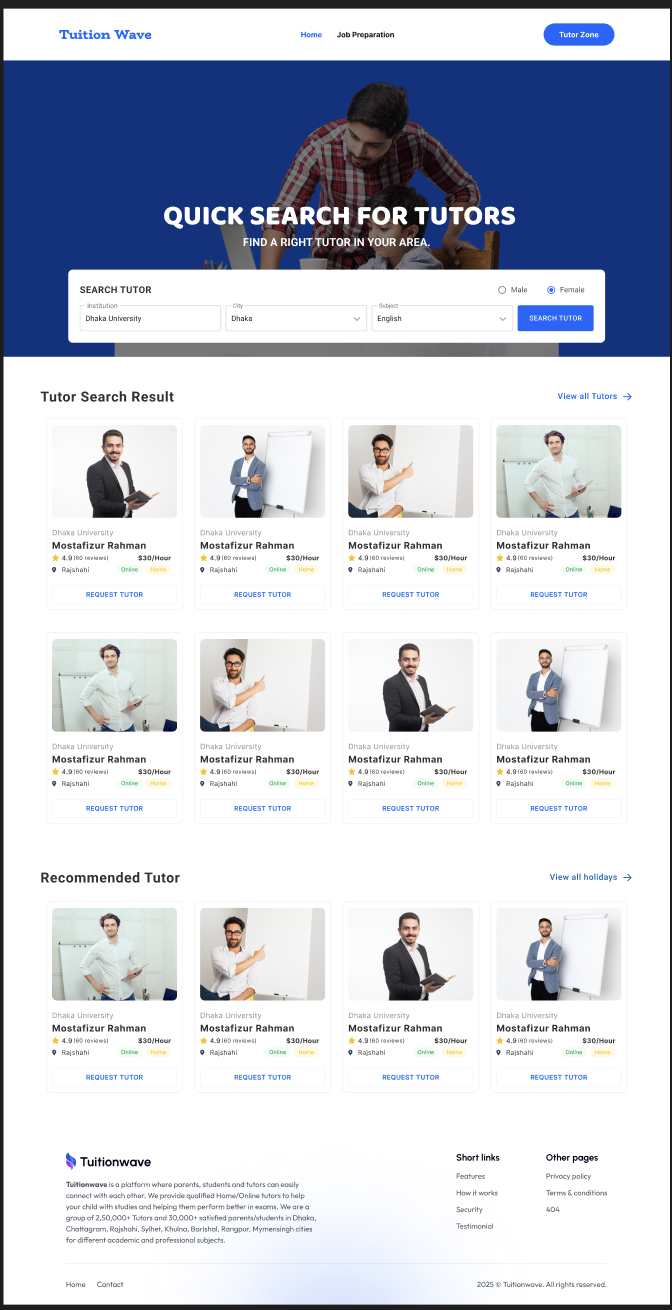 Tuition Wave
Home Job Preparation
Tutor Zone
QUICK SEARCH FOR TUTORS
FIND A RIGHT TUTOR IN YOUR AREA.
SEARCH TUTOR
Male Female
Institution City Subject
Dhaka University Dhaka English SEARCH TUTOR
Tutor Search Result View all Tutors
Dhaka University Dhaka University Dhaka University Dhaka University
Mostafizur Rahman Mostafizur Rahman Mostafizur Rahman Mostafizur Rahman
4.9 (60 reviews) $30/Hour 4.9 (60 reviews) $30/Hour 4.9 (60 reviews) $30/Hour 4.9 (60 reviews) $30/Hour
Rajshahi Online Home Rajshahi Online Home Rajshahi Online Home Rajshahi Online Home
REQUEST TUTOR REQUEST TUTOR REQUEST TUTOR REQUEST TUTOR
Dhaka University Dhaka University Dhaka University Dhaka University
Mostafizur Rahman Mostafizur Rahman Mostafizur Rahman Mostafizur Rahman
4.9 (60 reviews) $30/Hour 4.9 (60 reviews) $30/Hour 4.9 (60 reviews) $30/Hour 4.9 (60 reviews) $30/Hour
Rajshahi Online Home Rajshahi Online Home Rajshahi Online Home Rajshahi Online Home
REQUEST TUTOR REQUEST TUTOR REQUEST TUTOR REQUEST TUTOR
Recommended Tutor View all holidays
Dhaka University Dhaka University Dhaka University Dhaka University
Mostafizur Rahman Mostafizur Rahman Mostafizur Rahman Mostafizur Rahman
4.9 (60 reviews) $30/Hour 4.9 (60 reviews) $30/Hour 4.9 (60 reviews) $30/Hour 4.9 (60 reviews) $30/Hour
Rajshahi Online Home Rajshahi Online Home Rajshahi Online Home Rajshahi Online Home
REQUEST TUTOR REQUEST TUTOR REQUEST TUTOR REQUEST TUTOR
Tuitionwave
Tuitionwave is a platform where parents, students and tutors can easily
connect with each other. We provide qualified Home/Online tutors to help
your child with studies and helping them perform better in exams. We are a
group of 2,50,000+ Tutors and 30,000+ satisfied parents/students in Dhaka,
Chattagram, Rajshahi, Sylhet, Khulna, Barishal, Rangpur, Mymensingh cities
for different academic and professional subjects.
Short links
Features
How it works
Security
Testimonial
Other pages
Privacy policy
Terms & conditions
404
Home Contact
2025 © Tuitionwave. All rights reserved.